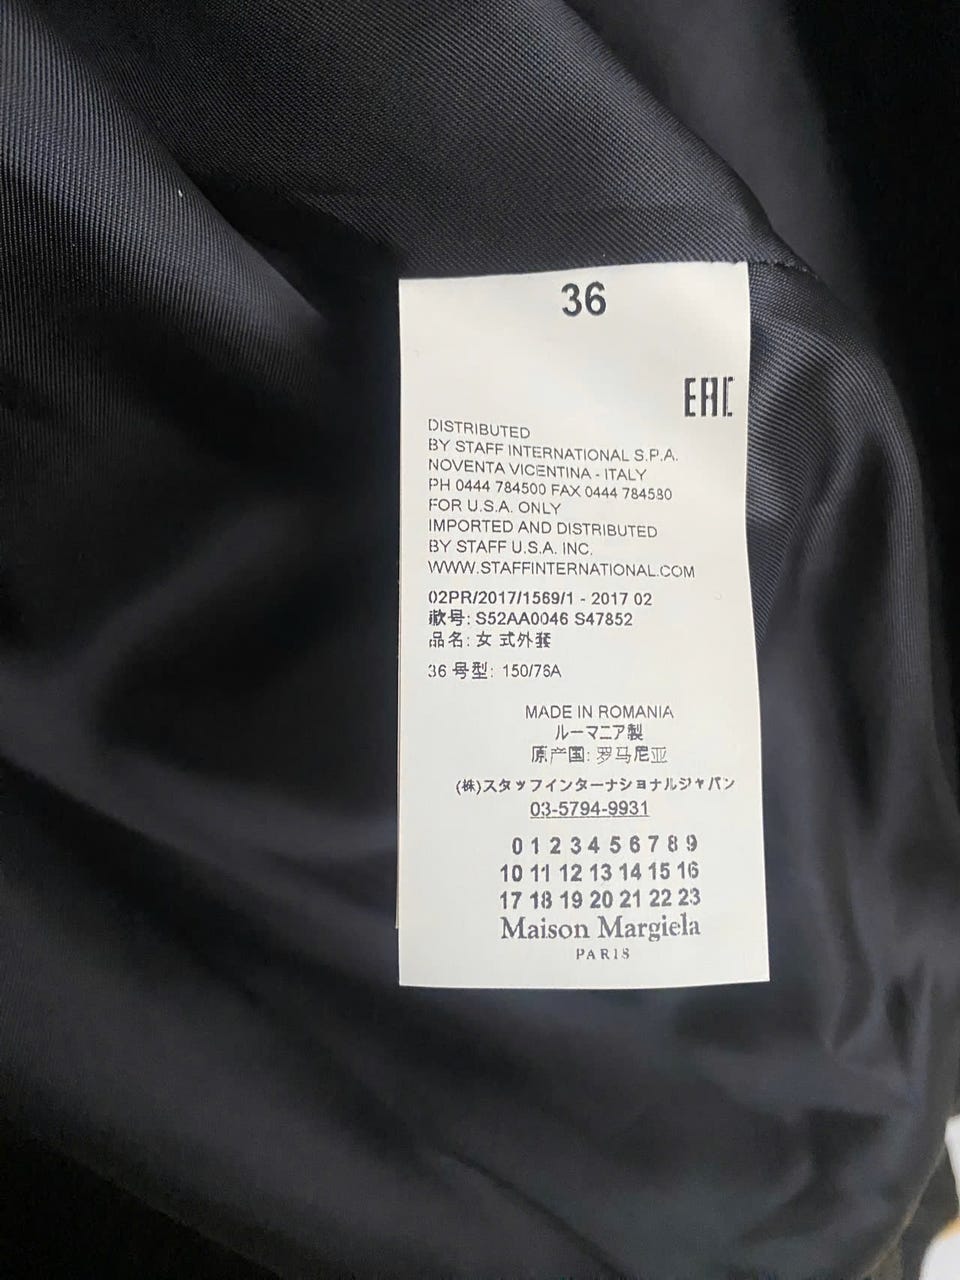 36
EAC
DISTRIBUTED
BY STAFF INTERNATIONAL S.P.A.
NOVENTA VICENTINA - ITALY
PH 0444 784500 FAX 0444 784580
FOR U.S.A. ONLY
IMPORTED AND DISTRIBUTED
BY STAFF U.S.A. INC.
WWW.STAFFINTERNATIONAL.COM
02PR/2017/1569/1 - 2017 02
款号: S52AA0046 S47852
品名: 女 式外套
36 号型: 150/76A
MADE IN ROMANIA
ルーマニア製
原产国: 罗马尼亚
(株)スタッフインターナショナルジャパン
03-5794-9931
0 1 2 3 4 5 6 7 8 9
10 11 12 13 14 15 16
17 18 19 20 21 22 23
Maison Margiela
PARIS